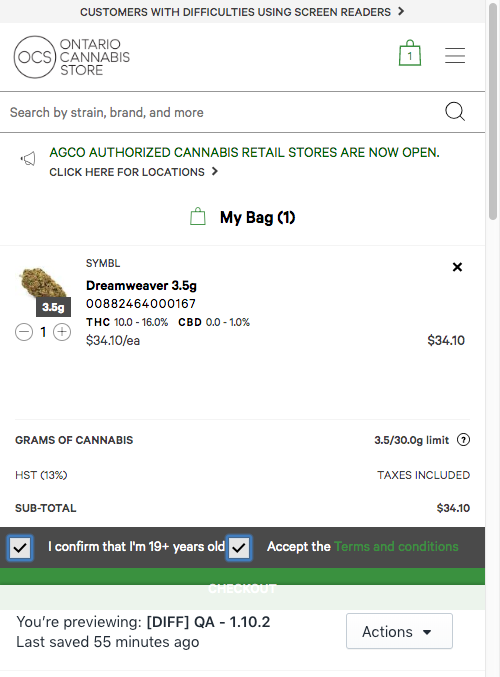 CUSTOMERS WITH DIFFICULTIES USING SCREEN READERS
OCS
ONTARIO
CANNABIS
STORE
1
Search by strain, brand, and more
AGCO AUTHORIZED CANNABIS RETAIL STORES ARE NOW OPEN.
CLICK HERE FOR LOCATIONS
My Bag (1)
SYMBL
Dreamweaver 3.5g
00882464000167
3.5g
THC 10.0 - 16.0% CBD 0.0 - 1.0%
1
$34.10/ea $34.10
GRAMS OF CANNABIS 3.5/30.0g limit ?
HST (13%) TAXES INCLUDED
SUB-TOTAL $34.10
I confirm that I'm 19+ years old Accept the Terms and conditions
CHECKOUT
You're previewing: [DIFF] QA - 1.10.2
Last saved 55 minutes ago
Actions